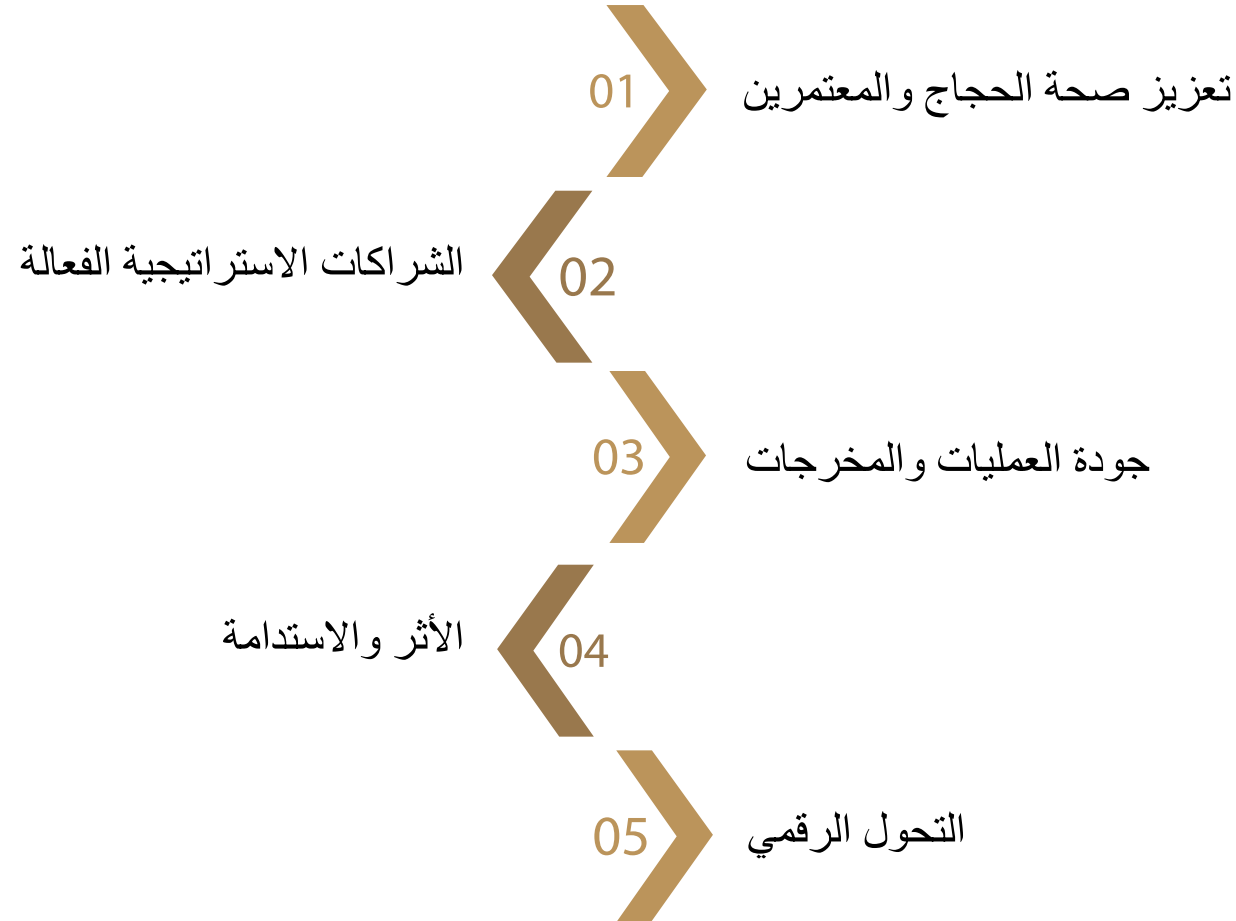 01
تعزيز صحة الحجاج والمعتمرين
02
الشراكات الاستراتيجية الفعالة
03
جودة العمليات والمخرجات
04
الأثر والاستدامة
05
التحول الرقمي